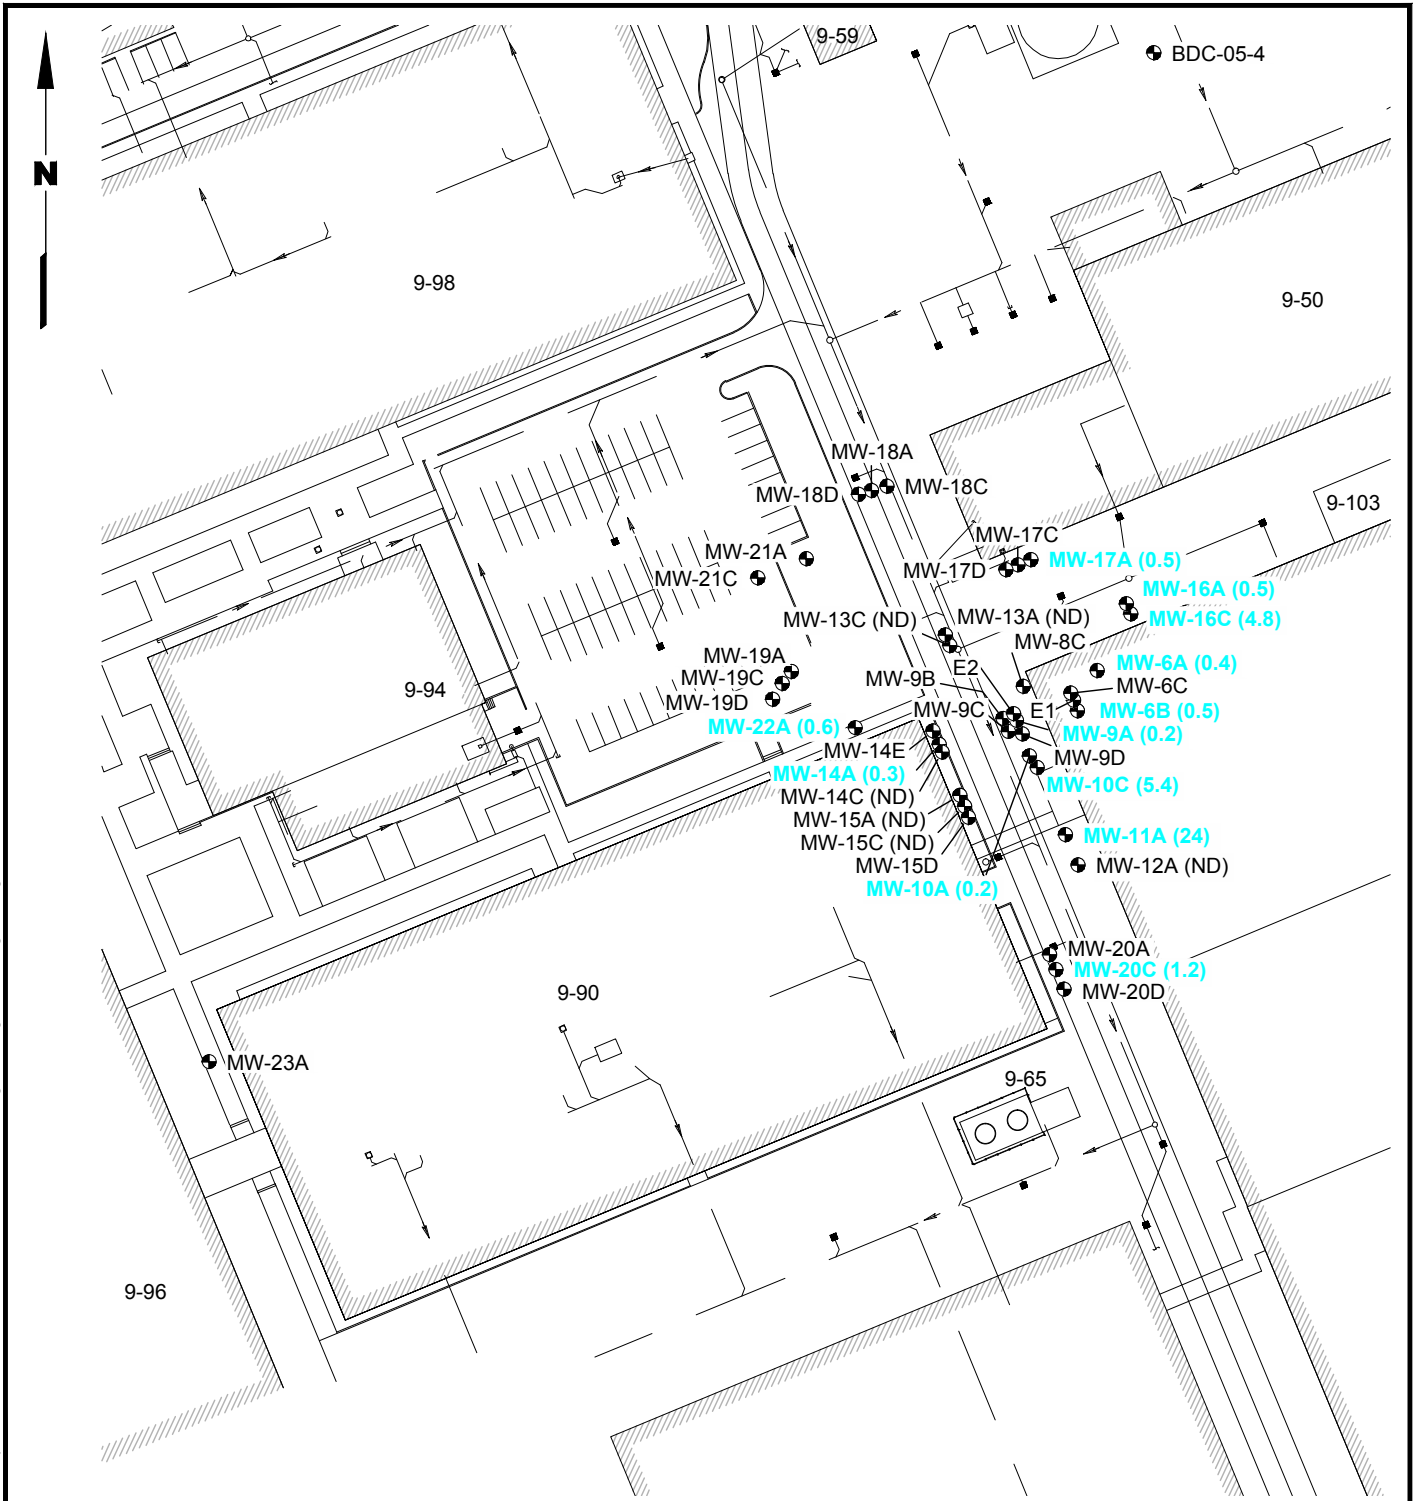 9-59
BDC-05-4
N
9-98
9-50
MW-18A
MW-18D
MW-18C
9-103
MW-17C
MW-21A
MW-17D
MW-17A (0.5)
MW-21C
MW-16A (0.5)
MW-13C (ND)
MW-13A (ND)
MW-16C (4.8)
MW-8C
MW-19A
E2
MW-6A (0.4)
MW-9B
MW-19C
MW-6C
9-94
MW-19D
MW-9C
E1
MW-6B (0.5)
MW-22A (0.6)
MW-9A (0.2)
MW-14E
MW-9D
MW-14A (0.3)
MW-10C (5.4)
MW-14C (ND)
MW-15A (ND)
MW-11A (24)
MW-15C (ND)
MW-15D
MW-12A (ND)
MW-10A (0.2)
MW-20A
MW-20C (1.2)
9-90
MW-20D
MW-23A
9-65
9-96